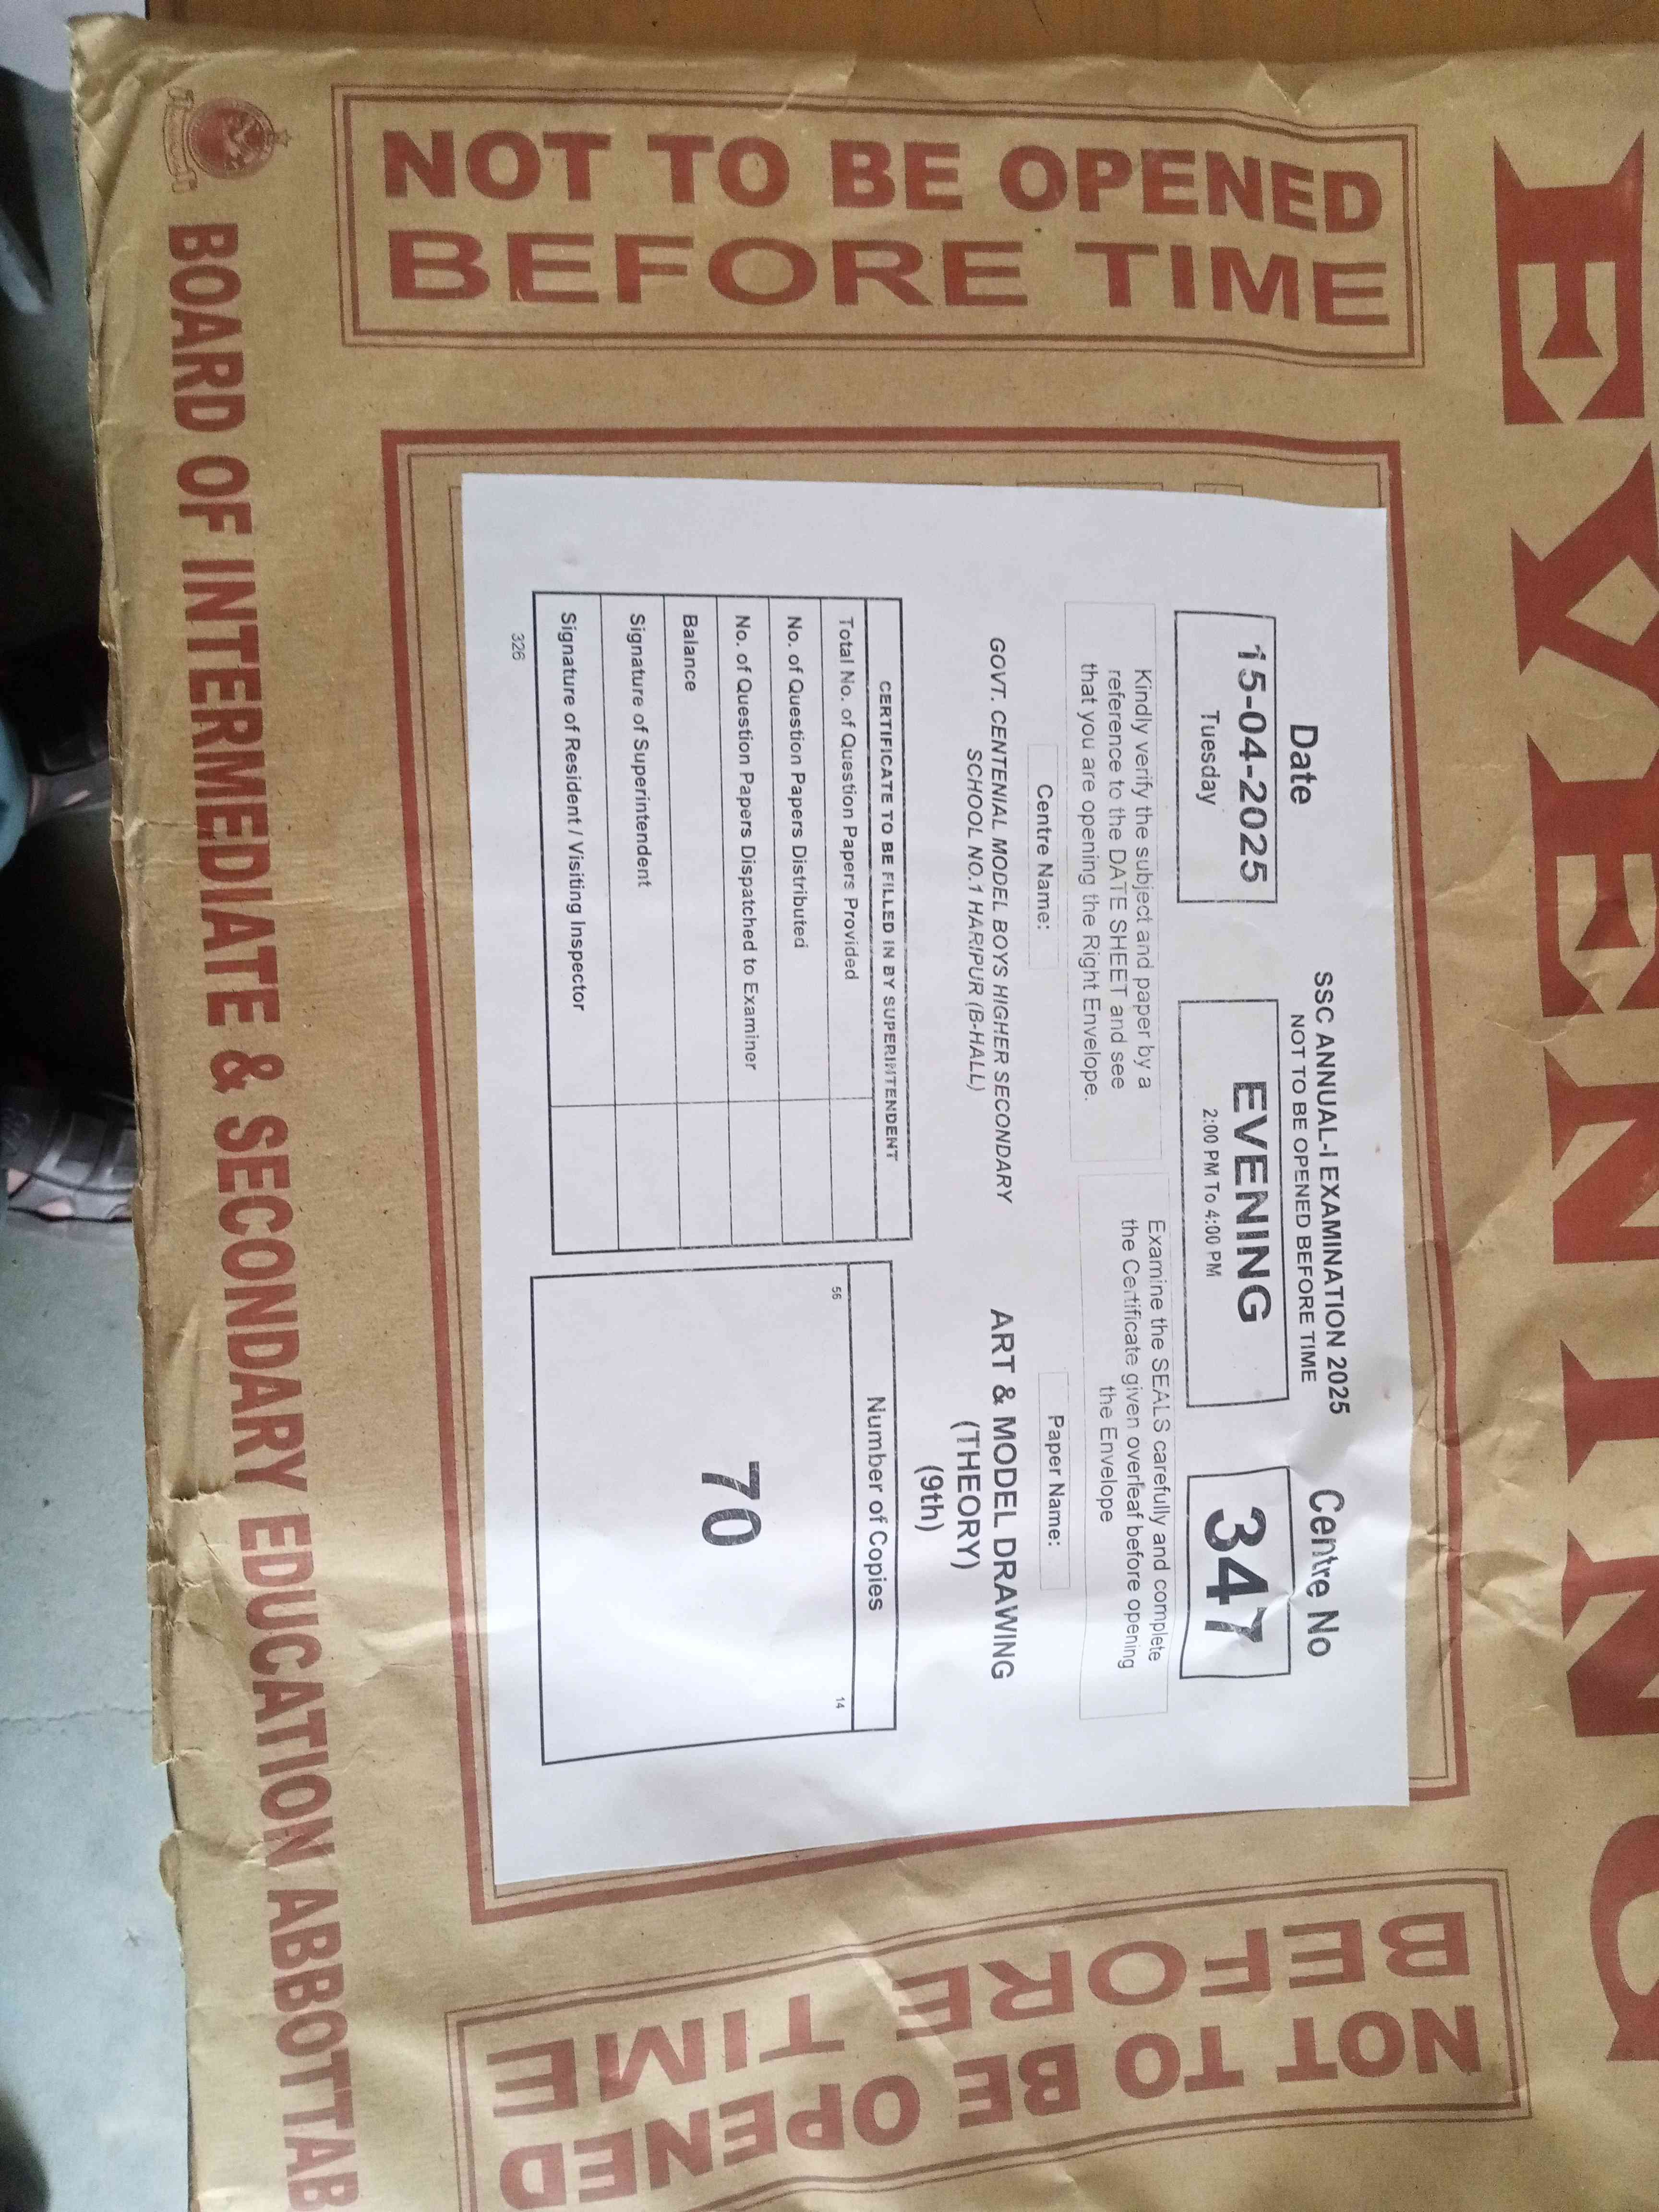 EVENING
NOT TO BE OPENED
BEFORE TIME
SSC ANNUAL-I EXAMINATION 2025
NOT TO BE OPENED BEFORE TIME
Date
15-04-2025
Tuesday
EVENING
2:00 PM To 4:00 PM
Centre No
347
Kindly verify the subject and paper by a
reference to the DATE SHEET and see
that you are opening the Right Envelope.
Examine the SEALS carefully and complete
the Certificate given overleaf before opening
the Envelope
Centre Name:
GOVT. CENTENIAL MODEL BOYS HIGHER SECONDARY
SCHOOL NO.1 HARIPUR (B-HALL)
Paper Name:
ART & MODEL DRAWING
(THEORY)
(9th)
CERTIFICATE TO BE FILLED IN BY SUPERINTENDENT
Total No. of Question Papers Provided
No. of Question Papers Distributed
No. of Question Papers Dispatched to Examiner
Balance
Signature of Superintendent
Signature of Resident / Visiting Inspector
326
Number of Copies
56
14
70
NOT TO BE OPENED
BEFORE TIME
BOARD OF INTERMEDIATE & SECONDARY EDUCATION ABBOTTAB